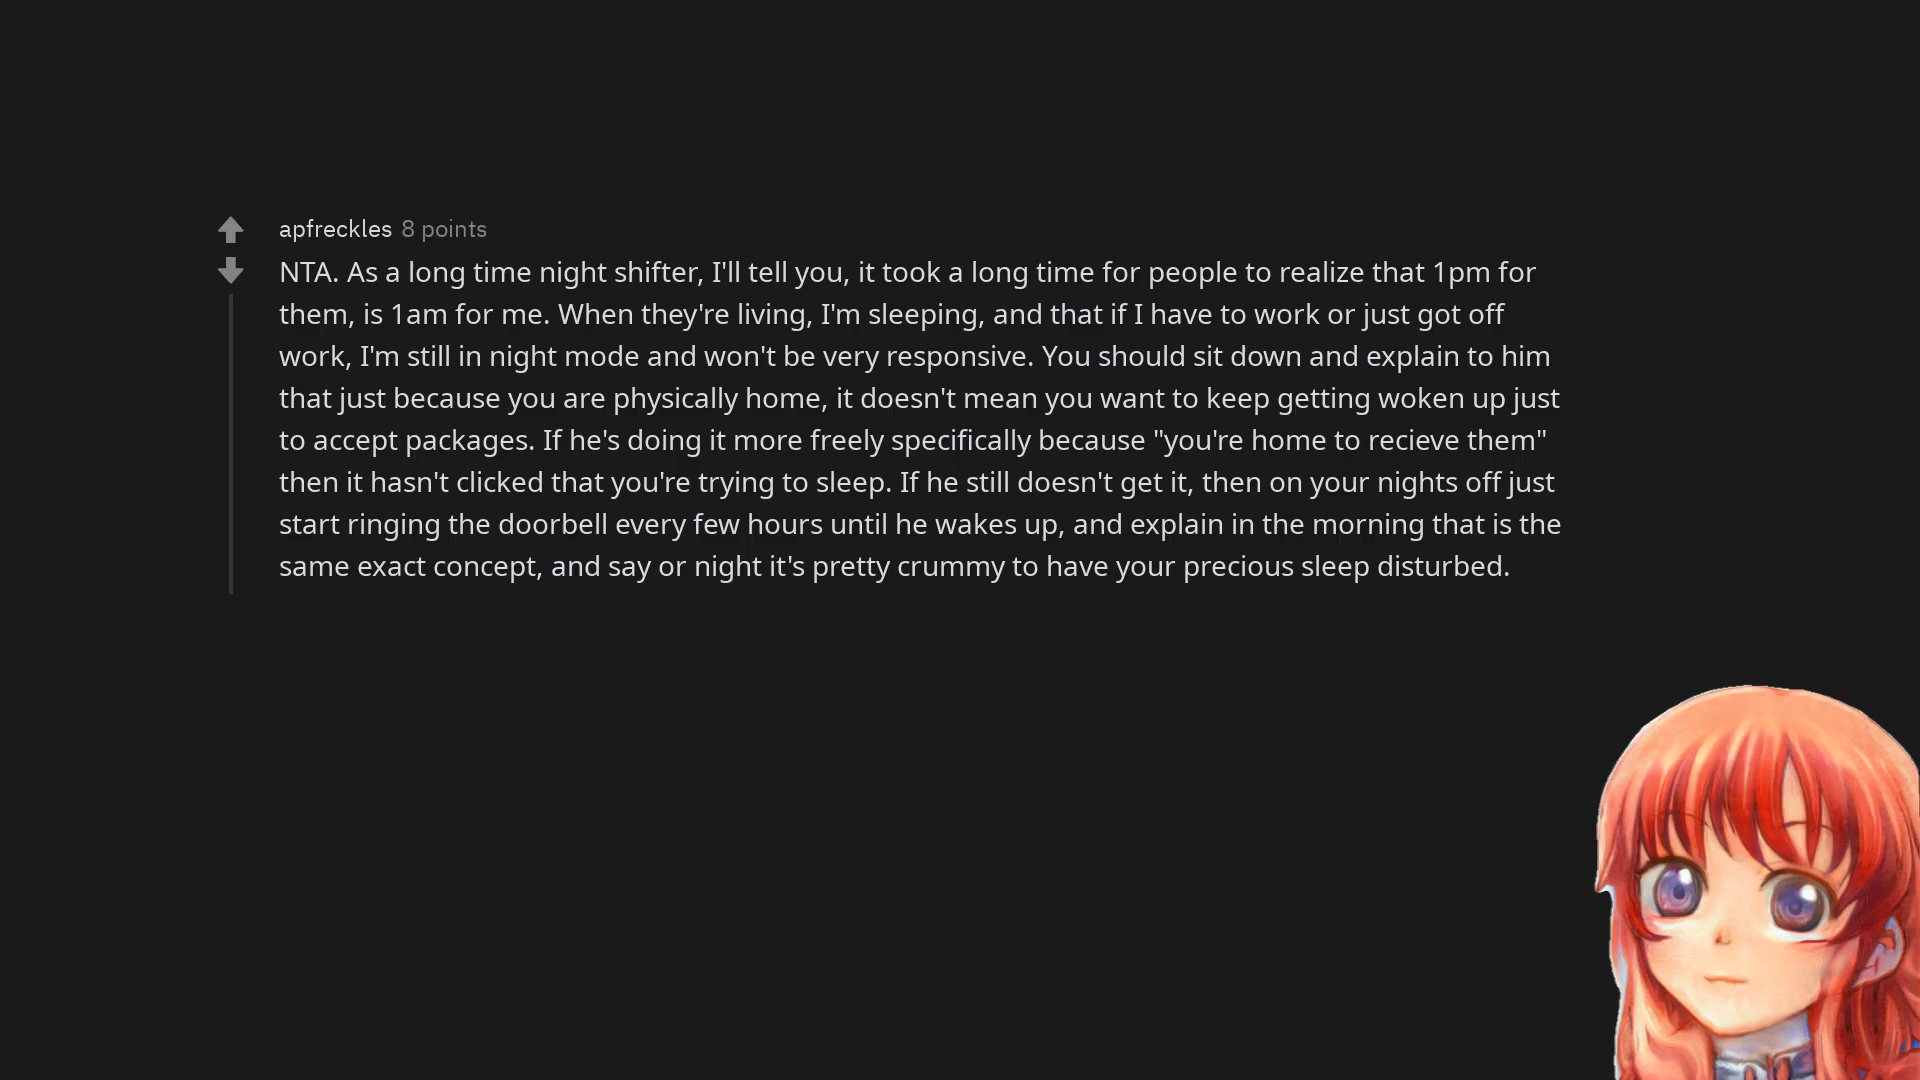 apfreckles 8 points
NTA. As a long time night shifter, I'll tell you, it took a long time for people to realize that 1pm for
them, is 1am for me. When they're living, I'm sleeping, and that if I have to work or just got off
work, I'm still in night mode and won't be very responsive. You should sit down and explain to him
that just because you are physically home, it doesn't mean you want to keep getting woken up just
to accept packages. If he's doing it more freely specifically because "you're home to recieve them"
then it hasn't clicked that you're trying to sleep. If he still doesn't get it, then on your nights off just
start ringing the doorbell every few hours until he wakes up, and explain in the morning that is the
same exact concept, and say or night it's pretty crummy to have your precious sleep disturbed.